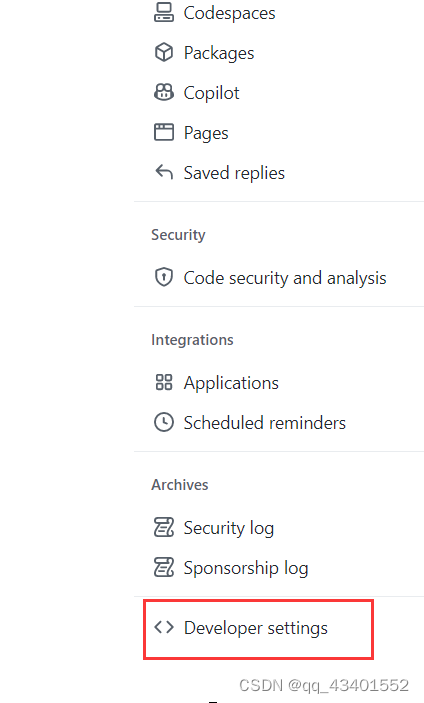 Codespaces
Packages
Copilot
Pages
Saved replies
Security
Code security and analysis
Integrations
Applications
Scheduled reminders
Archives
Security log
Sponsorship log
Developer settings
CSDN @qq_43401552